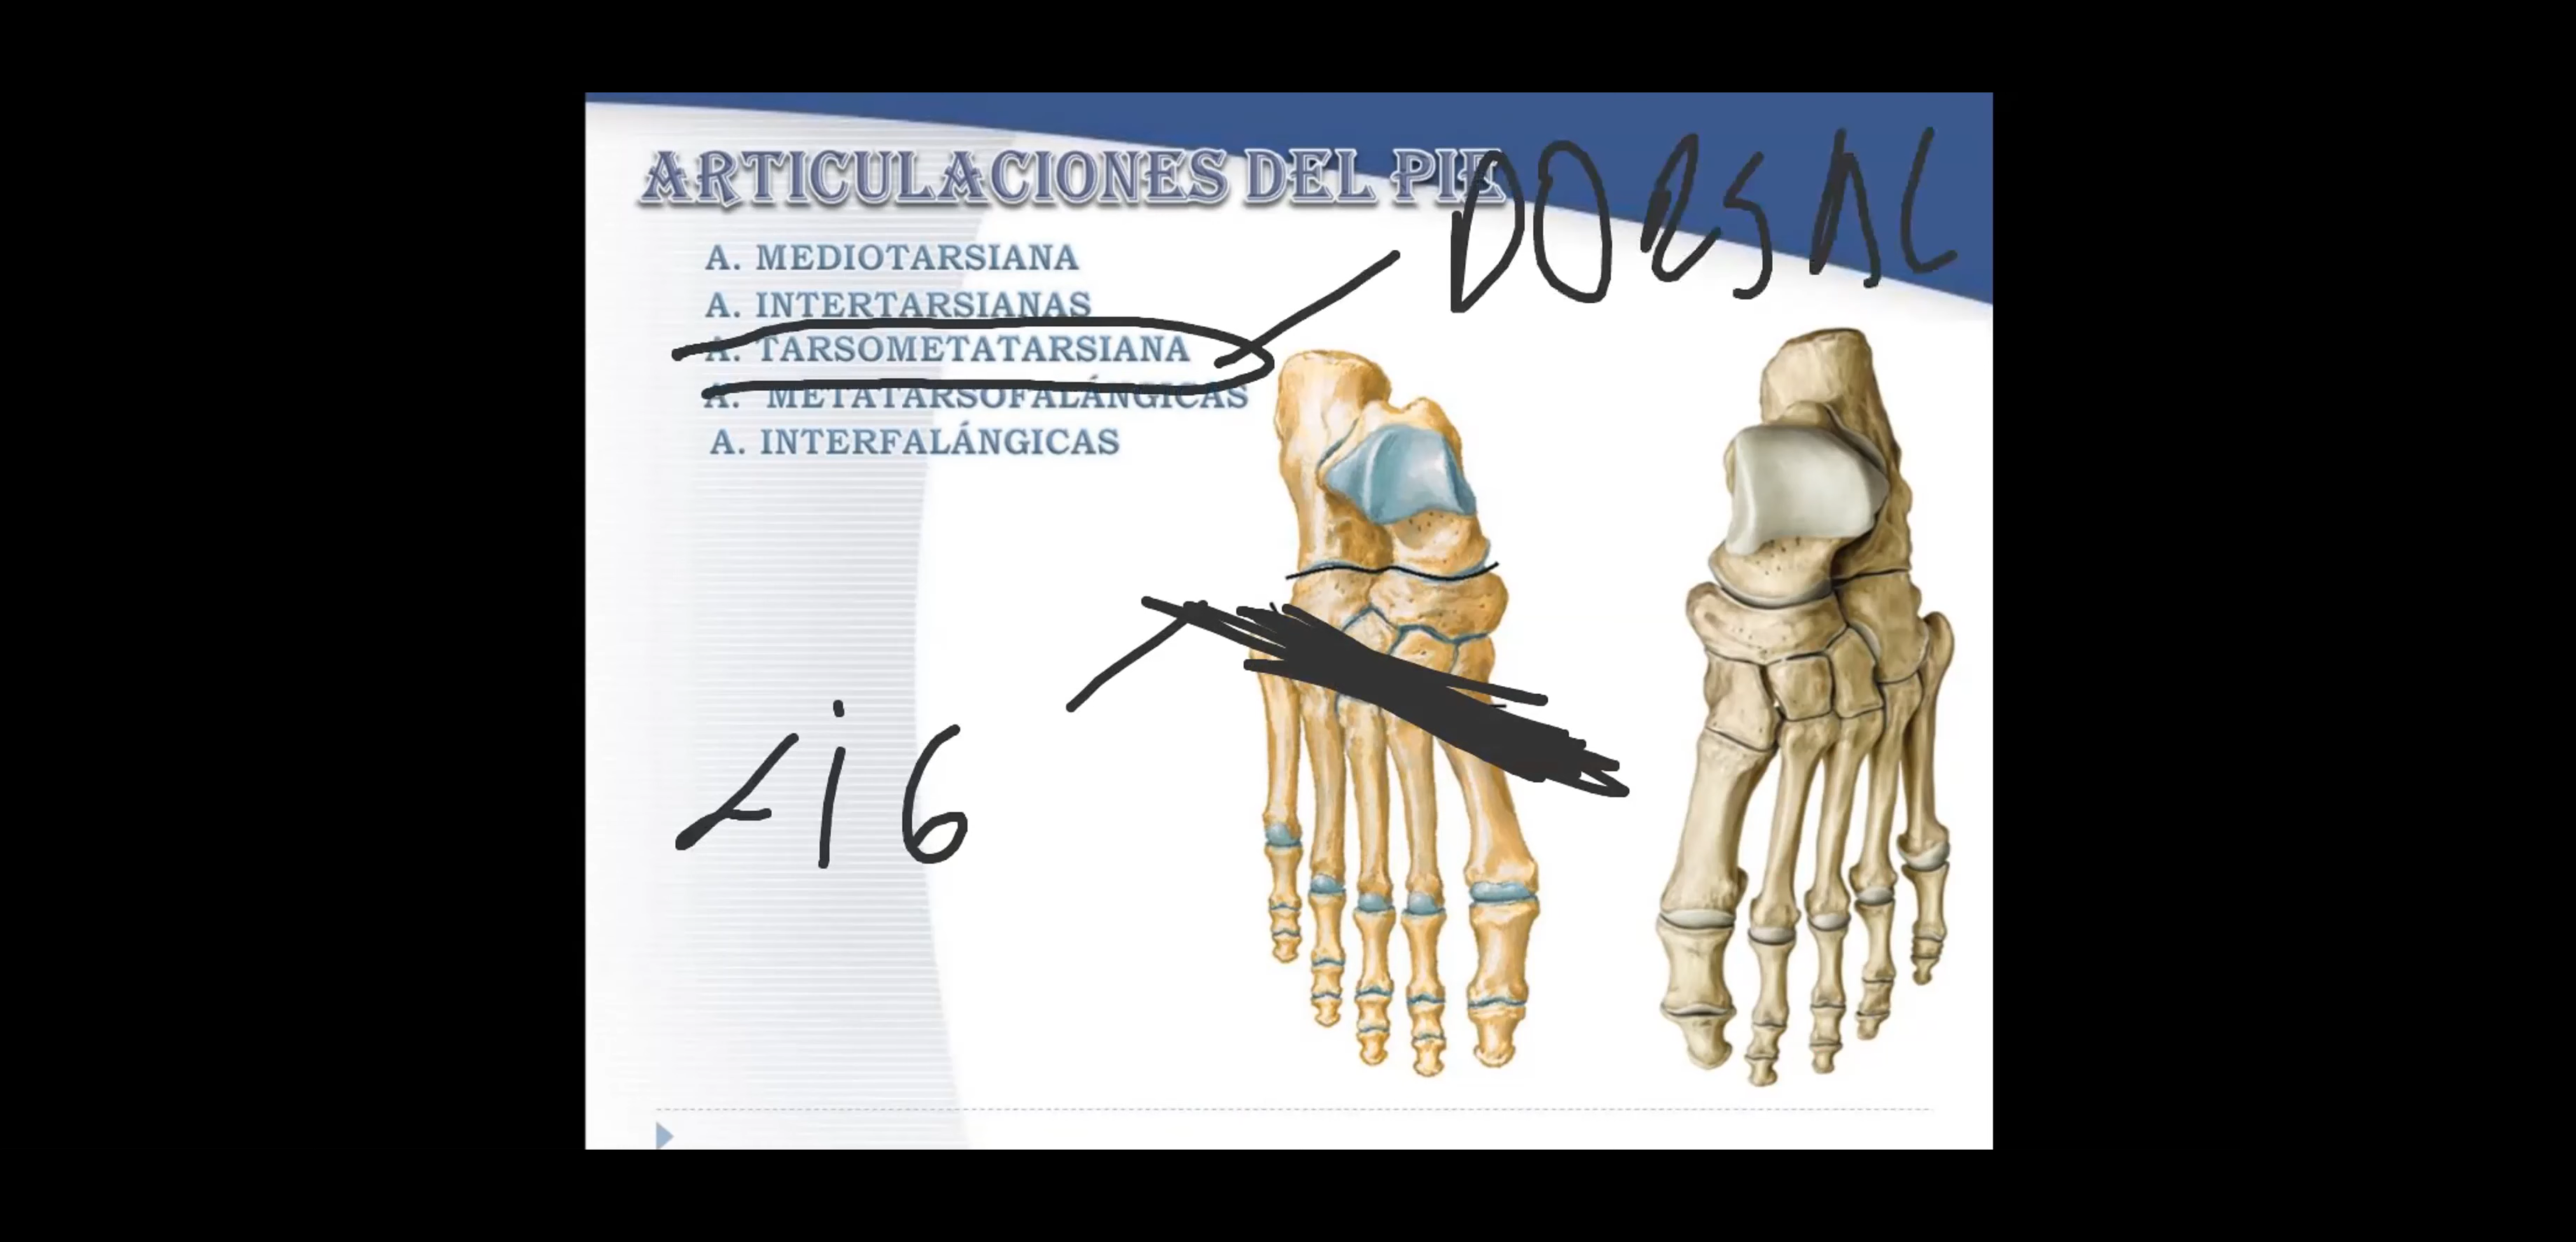 ARTICULACIONES DEL PIE
DORSAL
A. MEDIOTARSIANA
A. INTERTARSIANAS
A. TARSOMETATARSIANA
A. METATARSOFALÁNGICAS
A. INTERFALÁNGICAS
LiG